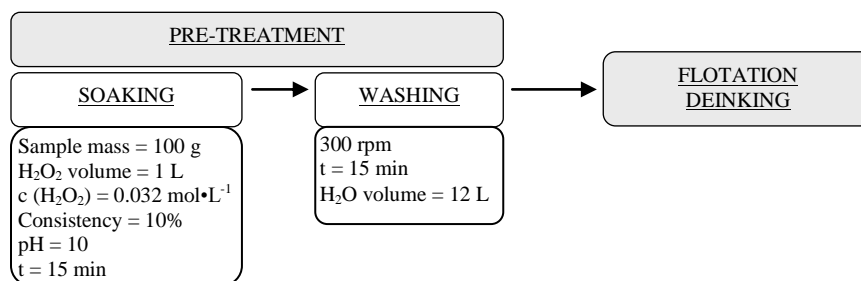 PRE-TREATMENT
SOAKING
Sample mass = 100 g
H₂O₂ volume = 1 L
c (H₂O₂) = 0.032 mol•L⁻¹
Consistency = 10%
pH = 10
t = 15 min
WASHING
300 rpm
t = 15 min
H₂O volume = 12 L
FLOTATION
DEINKING